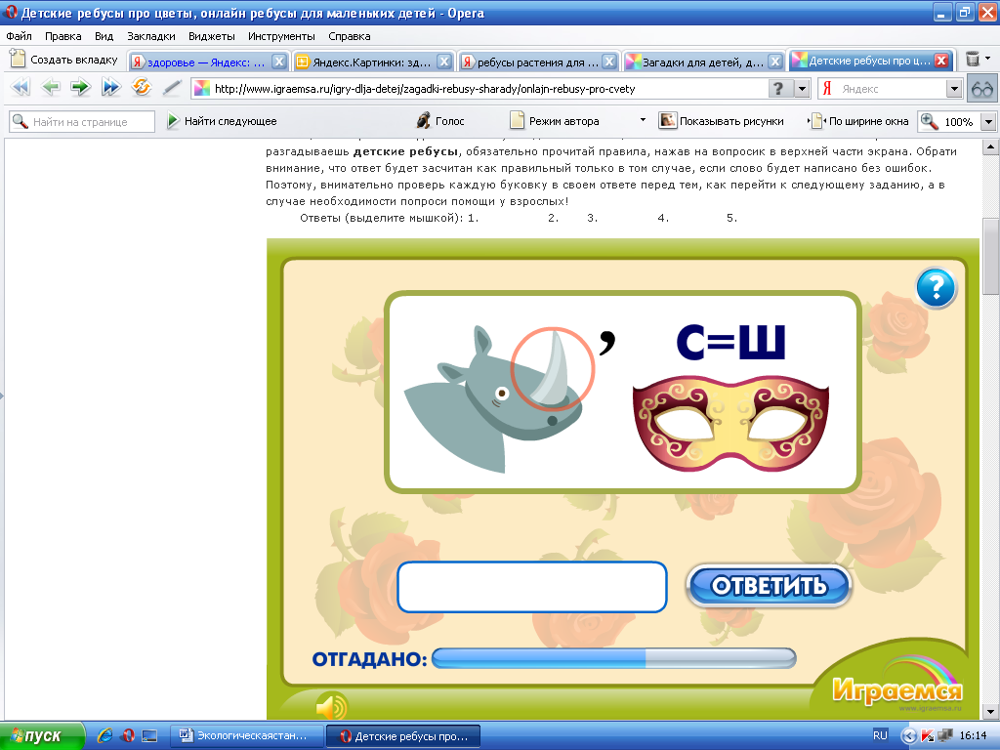 Детские ребусы про цветы, онлайн ребусы для маленьких детей - Opera
Файл Правка Вид Закладки Виджеты Инструменты Справка
Создать вкладку здоровье — Яндекс: ... Яндекс.Картинки: зд... ребусы растения для ... Загадки для детей, д... Детские ребусы про ц...
http://www.igraemsa.ru/igry-dlja-detej/zagadki-rebusy-sharady/onlajn-rebusy-pro-cvety ? Я Яндекс
Найти на странице Найти следующее Голос Режим автора Показывать рисунки По ширине окна 100%
разгадываешь детские ребусы, обязательно прочитай правила, нажав на вопросик в верхней части экрана. Обрати
внимание, что ответ будет засчитан как правильный только в том случае, если слово будет написано без ошибок.
Поэтому, внимательно проверь каждую буковку в своем ответе перед тем, как перейти к следующему заданию, а в
случае необходимости попроси помощи у взрослых!
Ответы (выделите мышкой): 1. 2. 3. 4. 5.
?
, С=Ш
ОТВЕТИТЬ
ОТГАДАНО:
Играемся
www.igraemsa.ru
пуск Экологическаястан... Детские ребусы про... RU 16:14